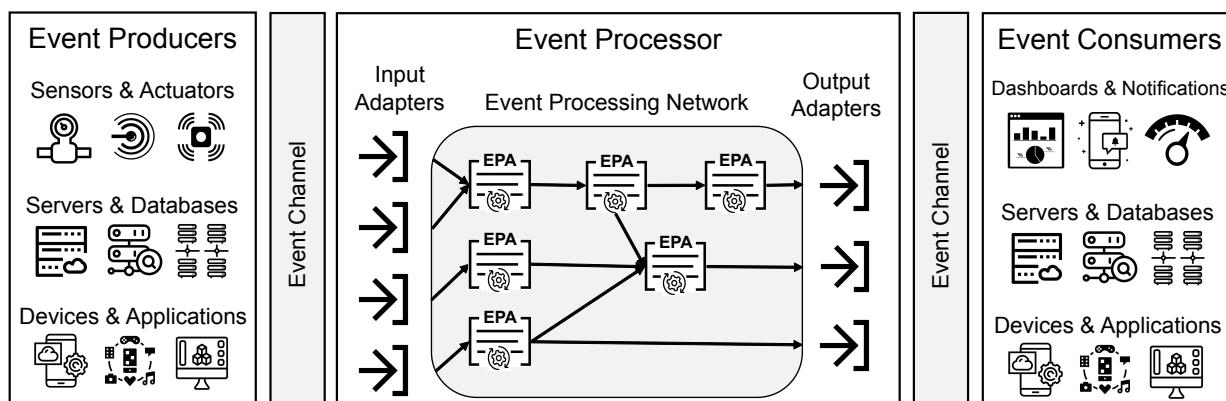 Event Producers
Sensors & Actuators
Servers & Databases
Devices & Applications
Event Channel
Event Processor
Input
Adapters
Event Processing Network
Output
Adapters
EPA
EPA
EPA
EPA
EPA
EPA
Event Channel
Event Consumers
Dashboards & Notifications
Servers & Databases
Devices & Applications